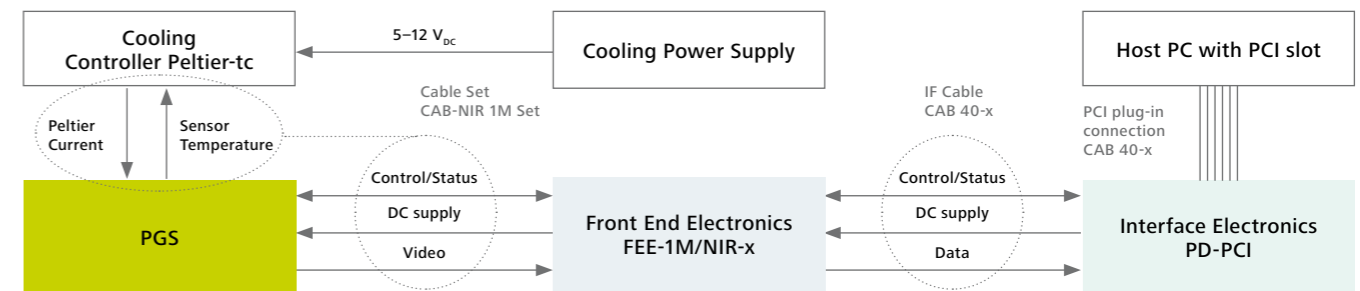 Cooling
Controller Peltier-tc
5–12 VDC
Cooling Power Supply
Host PC with PCI slot
Cable Set
CAB-NIR 1M Set
IF Cable
CAB 40-x
PCI plug-in
connection
CAB 40-x
Peltier
Current
Sensor
Temperature
PGS
Control/Status
DC supply
Video
Front End Electronics
FEE-1M/NIR-x
Control/Status
DC supply
Data
Interface Electronics
PD-PCI